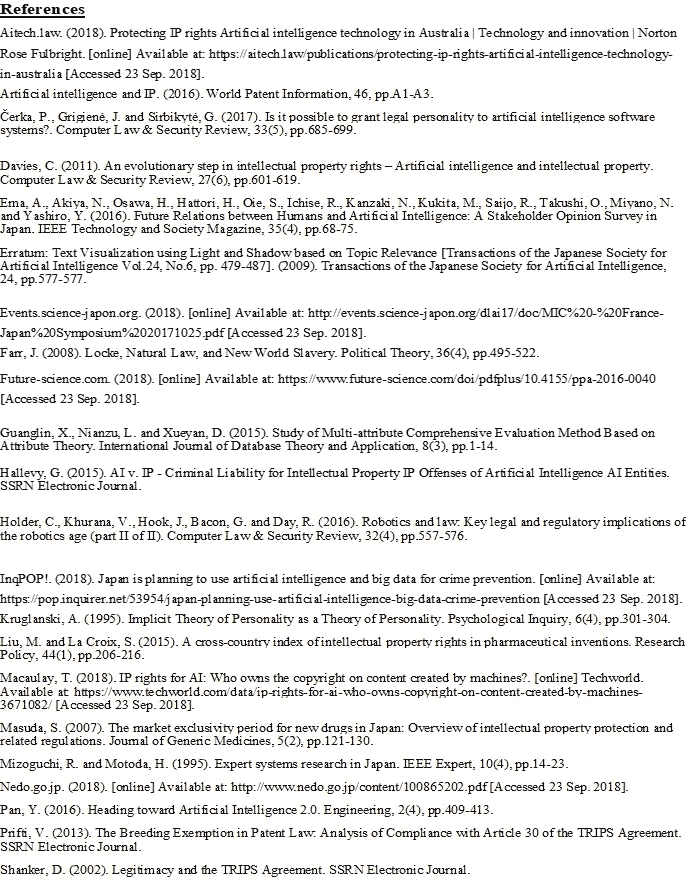 References
Aitech.law. (2018). Protecting IP rights Artificial intelligence technology in Australia | Technology and innovation | Norton
Rose Fulbright. [online] Available at: https://aitech.law/publications/protecting-ip-rights-artificial-intelligence-technology-
in-australia [Accessed 23 Sep. 2018].
Artificial intelligence and IP. (2016). World Patent Information, 46, pp.A1-A3.
Čerka, P., Grigienė, J. and Sirbikytė, G. (2017). Is it possible to grant legal personality to artificial intelligence software
systems?. Computer Law & Security Review, 33(5), pp.685-699.
Davies, C. (2011). An evolutionary step in intellectual property rights – Artificial intelligence and intellectual property.
Computer Law & Security Review, 27(6), pp.601-619.
Ema, A., Akiya, N., Osawa, H., Hattori, H., Oie, S., Ichise, R., Kanzaki, N., Kukita, M., Saijo, R., Takushi, O., Miyano, N.
and Yashiro, Y. (2016). Future Relations between Humans and Artificial Intelligence: A Stakeholder Opinion Survey in
Japan. IEEE Technology and Society Magazine, 35(4), pp.68-75.
Erratum: Text Visualization using Light and Shadow based on Topic Relevance [Transactions of the Japanese Society for
Artificial Intelligence Vol.24, No.6, pp. 479-487]. (2009). Transactions of the Japanese Society for Artificial Intelligence,
24, pp.577-577.
Events.science-japon.org. (2018). [online] Available at: http://events.science-japon.org/dlai17/doc/MIC%20-%20France-
Japan%20Symposium%2020171025.pdf [Accessed 23 Sep. 2018].
Farr, J. (2008). Locke, Natural Law, and New World Slavery. Political Theory, 36(4), pp.495-522.
Future-science.com. (2018). [online] Available at: https://www.future-science.com/doi/pdfplus/10.4155/ppa-2016-0040
[Accessed 23 Sep. 2018].
Guanglin, X., Nianzu, L. and Xueyan, D. (2015). Study of Multi-attribute Comprehensive Evaluation Method Based on
Attribute Theory. International Journal of Database Theory and Application, 8(3), pp.1-14.
Hallevy, G. (2015). AI v. IP - Criminal Liability for Intellectual Property IP Offenses of Artificial Intelligence AI Entities.
SSRN Electronic Journal.
Holder, C., Khurana, V., Hook, J., Bacon, G. and Day, R. (2016). Robotics and law: Key legal and regulatory implications of
the robotics age (part II of II). Computer Law & Security Review, 32(4), pp.557-576.
InqPOP!. (2018). Japan is planning to use artificial intelligence and big data for crime prevention. [online] Available at:
https://pop.inquirer.net/53954/japan-planning-use-artificial-intelligence-big-data-crime-prevention [Accessed 23 Sep. 2018].
Kruglanski, A. (1995). Implicit Theory of Personality as a Theory of Personality. Psychological Inquiry, 6(4), pp.301-304.
Liu, M. and La Croix, S. (2015). A cross-country index of intellectual property rights in pharmaceutical inventions. Research
Policy, 44(1), pp.206-216.
Macaulay, T. (2018). IP rights for AI: Who owns the copyright on content created by machines?. [online] Techworld.
Available at: https://www.techworld.com/data/ip-rights-for-ai-who-owns-copyright-on-content-created-by-machines-
3671082/ [Accessed 23 Sep. 2018].
Masuda, S. (2007). The market exclusivity period for new drugs in Japan: Overview of intellectual property protection and
related regulations. Journal of Generic Medicines, 5(2), pp.121-130.
Mizoguchi, R. and Motoda, H. (1995). Expert systems research in Japan. IEEE Expert, 10(4), pp.14-23.
Nedo.go.jp. (2018). [online] Available at: http://www.nedo.go.jp/content/100865202.pdf [Accessed 23 Sep. 2018].
Pan, Y. (2016). Heading toward Artificial Intelligence 2.0. Engineering, 2(4), pp.409-413.
Prifti, V. (2013). The Breeding Exemption in Patent Law: Analysis of Compliance with Article 30 of the TRIPS Agreement.
SSRN Electronic Journal.
Shanker, D. (2002). Legitimacy and the TRIPS Agreement. SSRN Electronic Journal.